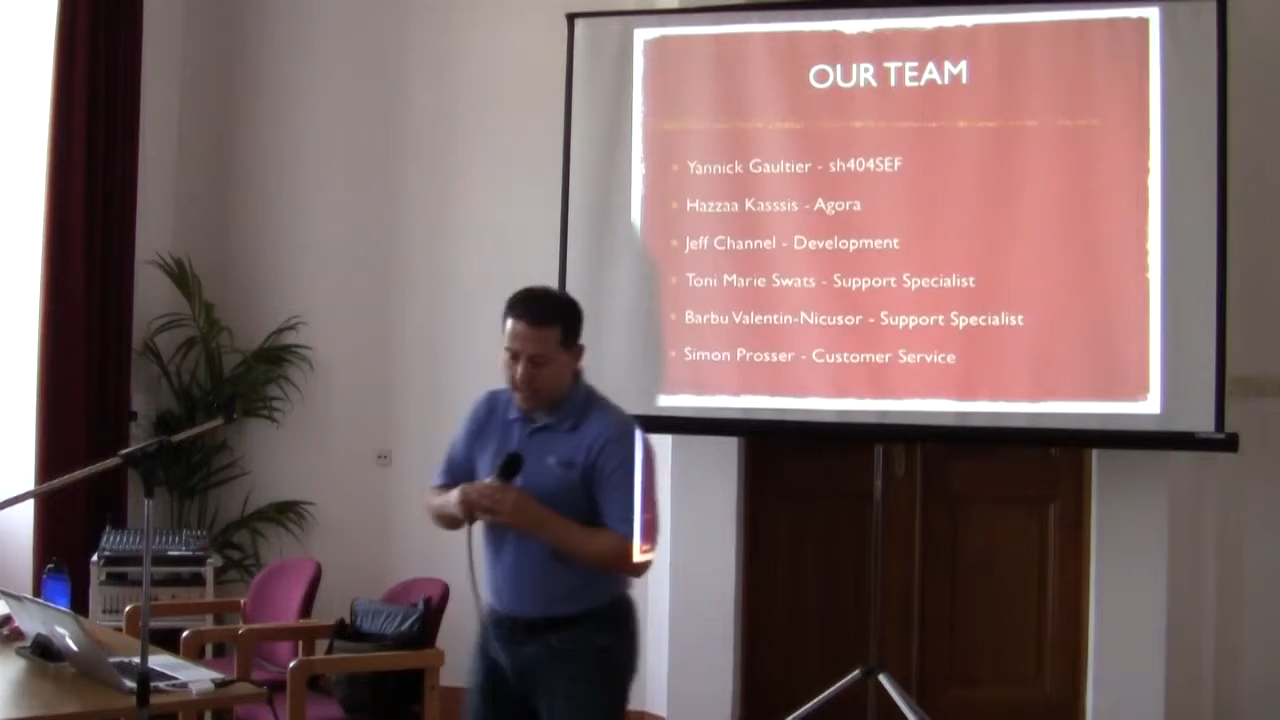 OUR TEAM
Yannick Gaultier - sh404SEF
Hazzaa Kasssis - Agora
Jeff Channel - Development
Toni Marie Swats - Support Specialist
Barbu Valentin-Nicusor - Support Specialist
Simon Prosser - Customer Service